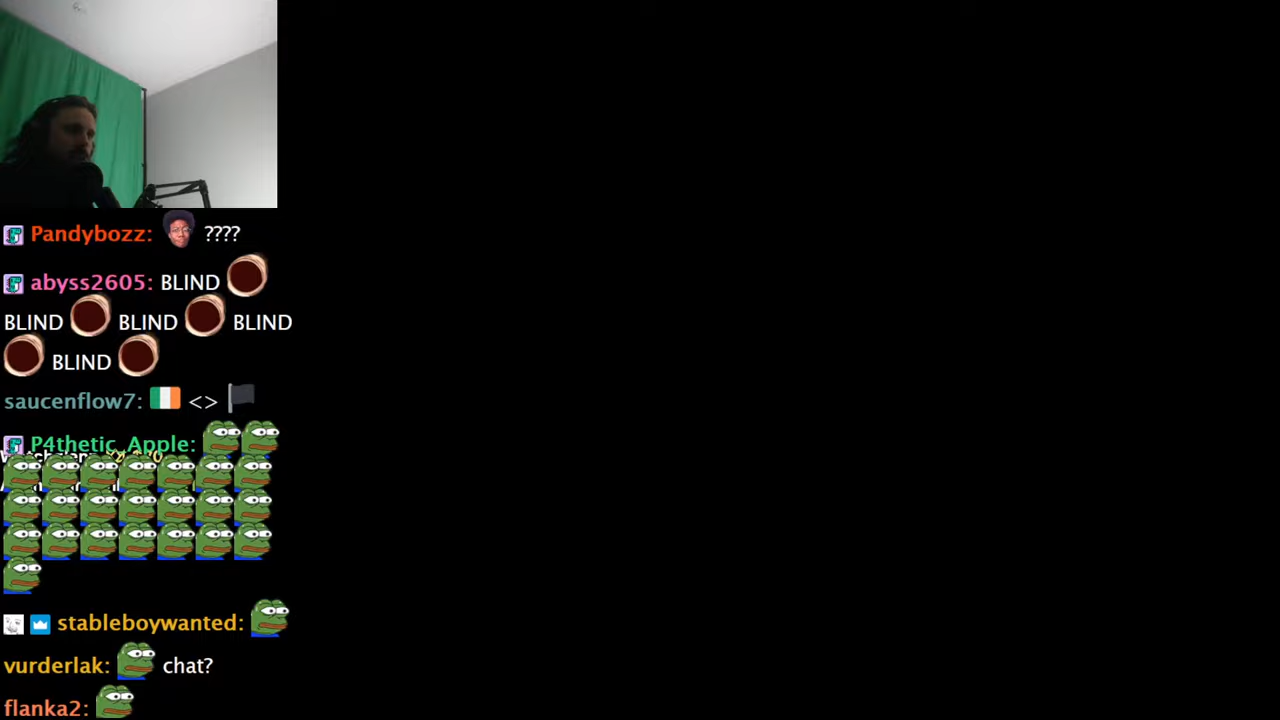 Pandybozz: ????
abyss2605: BLIND
BLIND BLIND BLIND
BLIND
saucenflow7: <>
P4thetic_Apple:
stableboywanted:
vurderlak: chat?
flanka2: